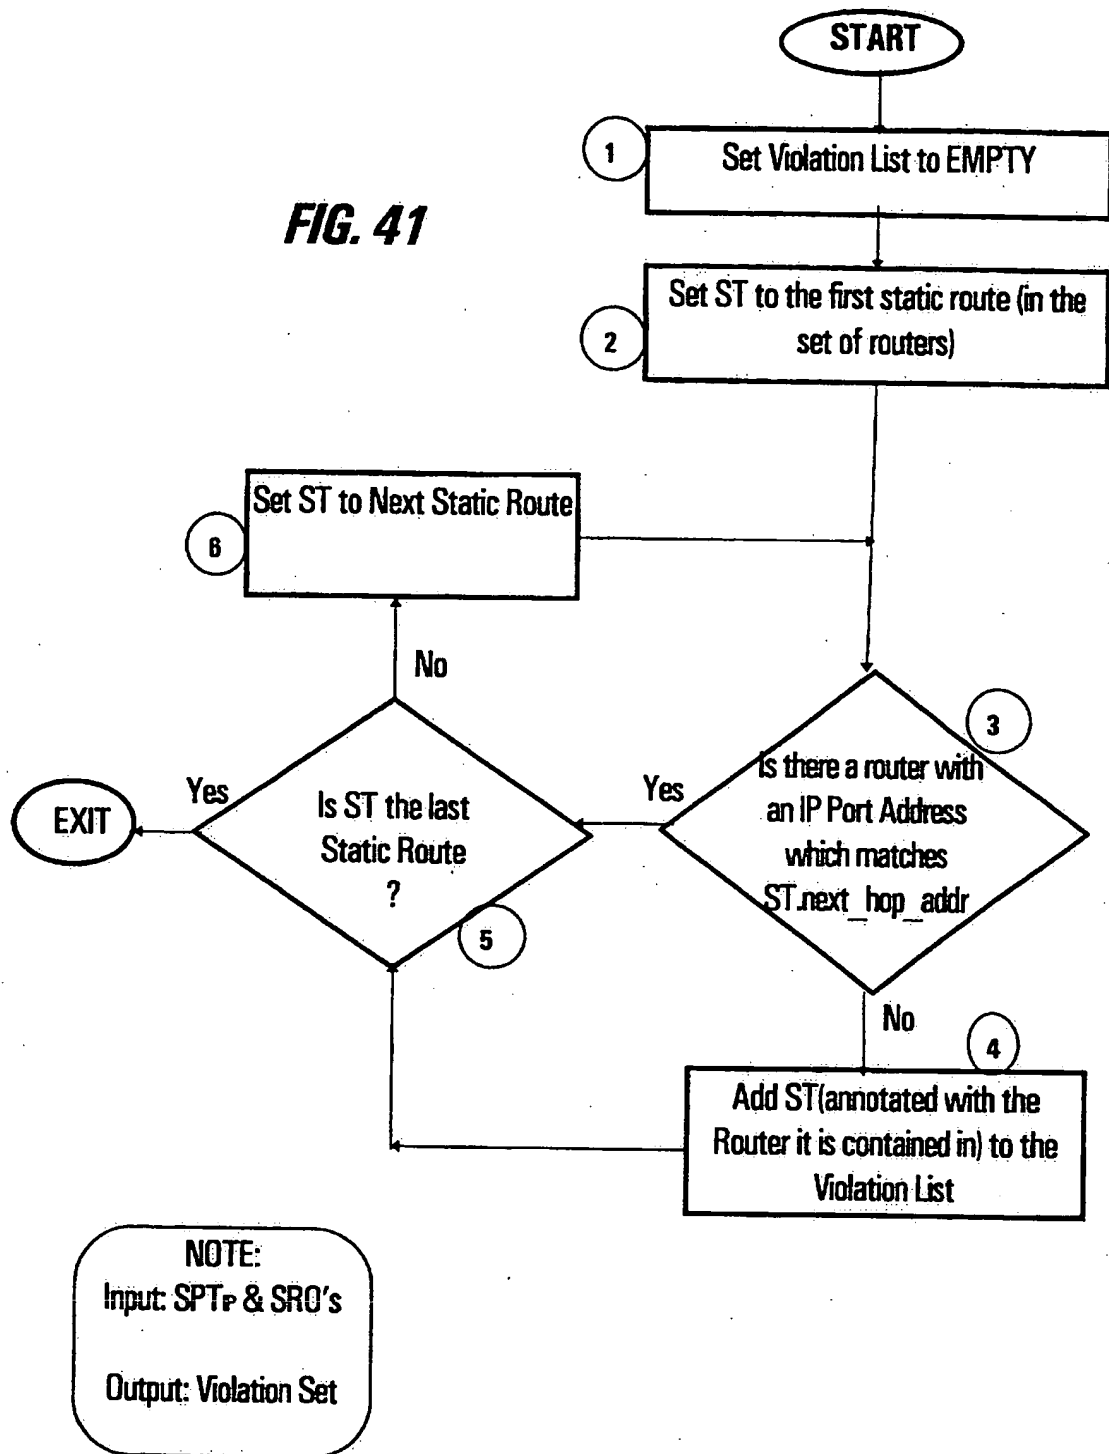 START
1
Set Violation List to EMPTY
FIG. 41
2
Set ST to the first static route (in the
set of routers)
6
Set ST to Next Static Route
No
3
Is there a router with
an IP Port Address
which matches
ST.next_hop_addr
Yes
Is ST the last
Static Route
?
5
Yes
EXIT
No
4
Add ST(annotated with the
Router it is contained in) to the
Violation List
NOTE:
Input: SPTIP & SRO's
Output: Violation Set